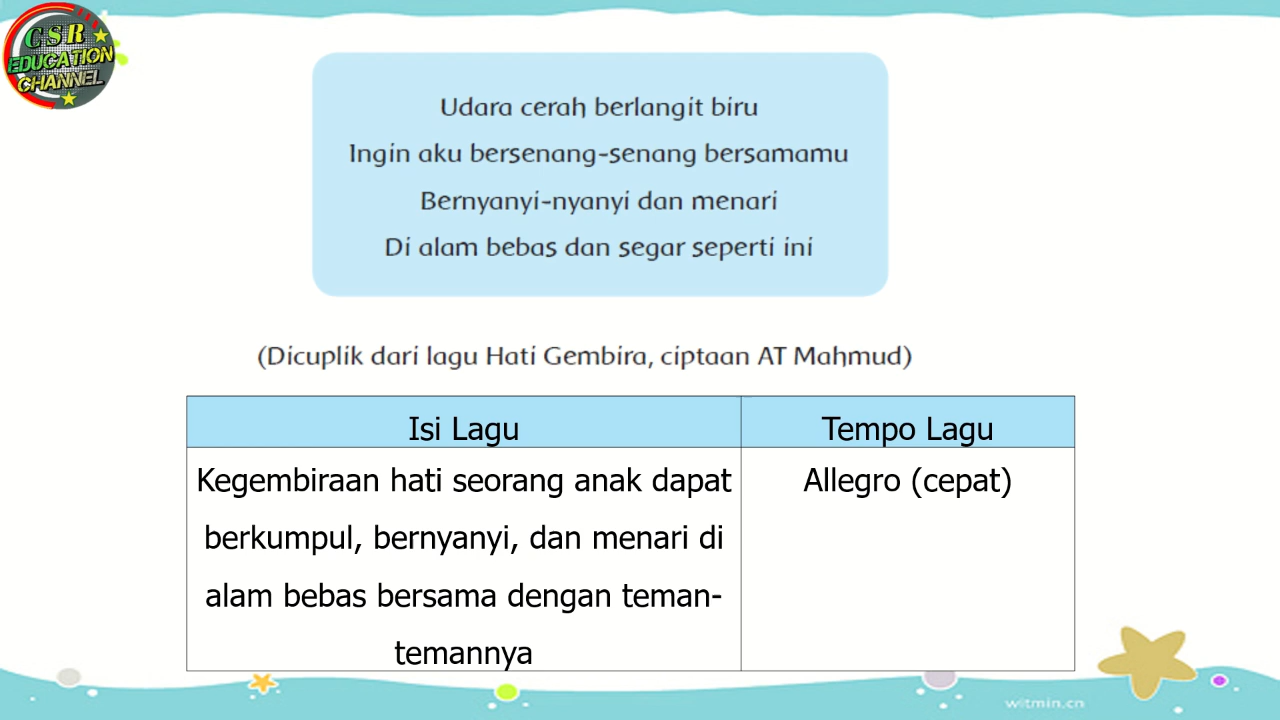 CSR
EDUCATION
CHANNEL
Udara cerah berlangit biru
Ingin aku bersenang-senang bersamamu
Bernyanyi-nyanyi dan menari
Di alam bebas dan segar seperti ini
(Dicuplik dari lagu Hati Gembira, ciptaan AT Mahmud)
Isi Lagu
Tempo Lagu
Kegembiraan hati seorang anak dapat
berkumpul, bernyanyi, dan menari di
alam bebas bersama dengan teman-
temannya
Allegro (cepat)
witmin.cn